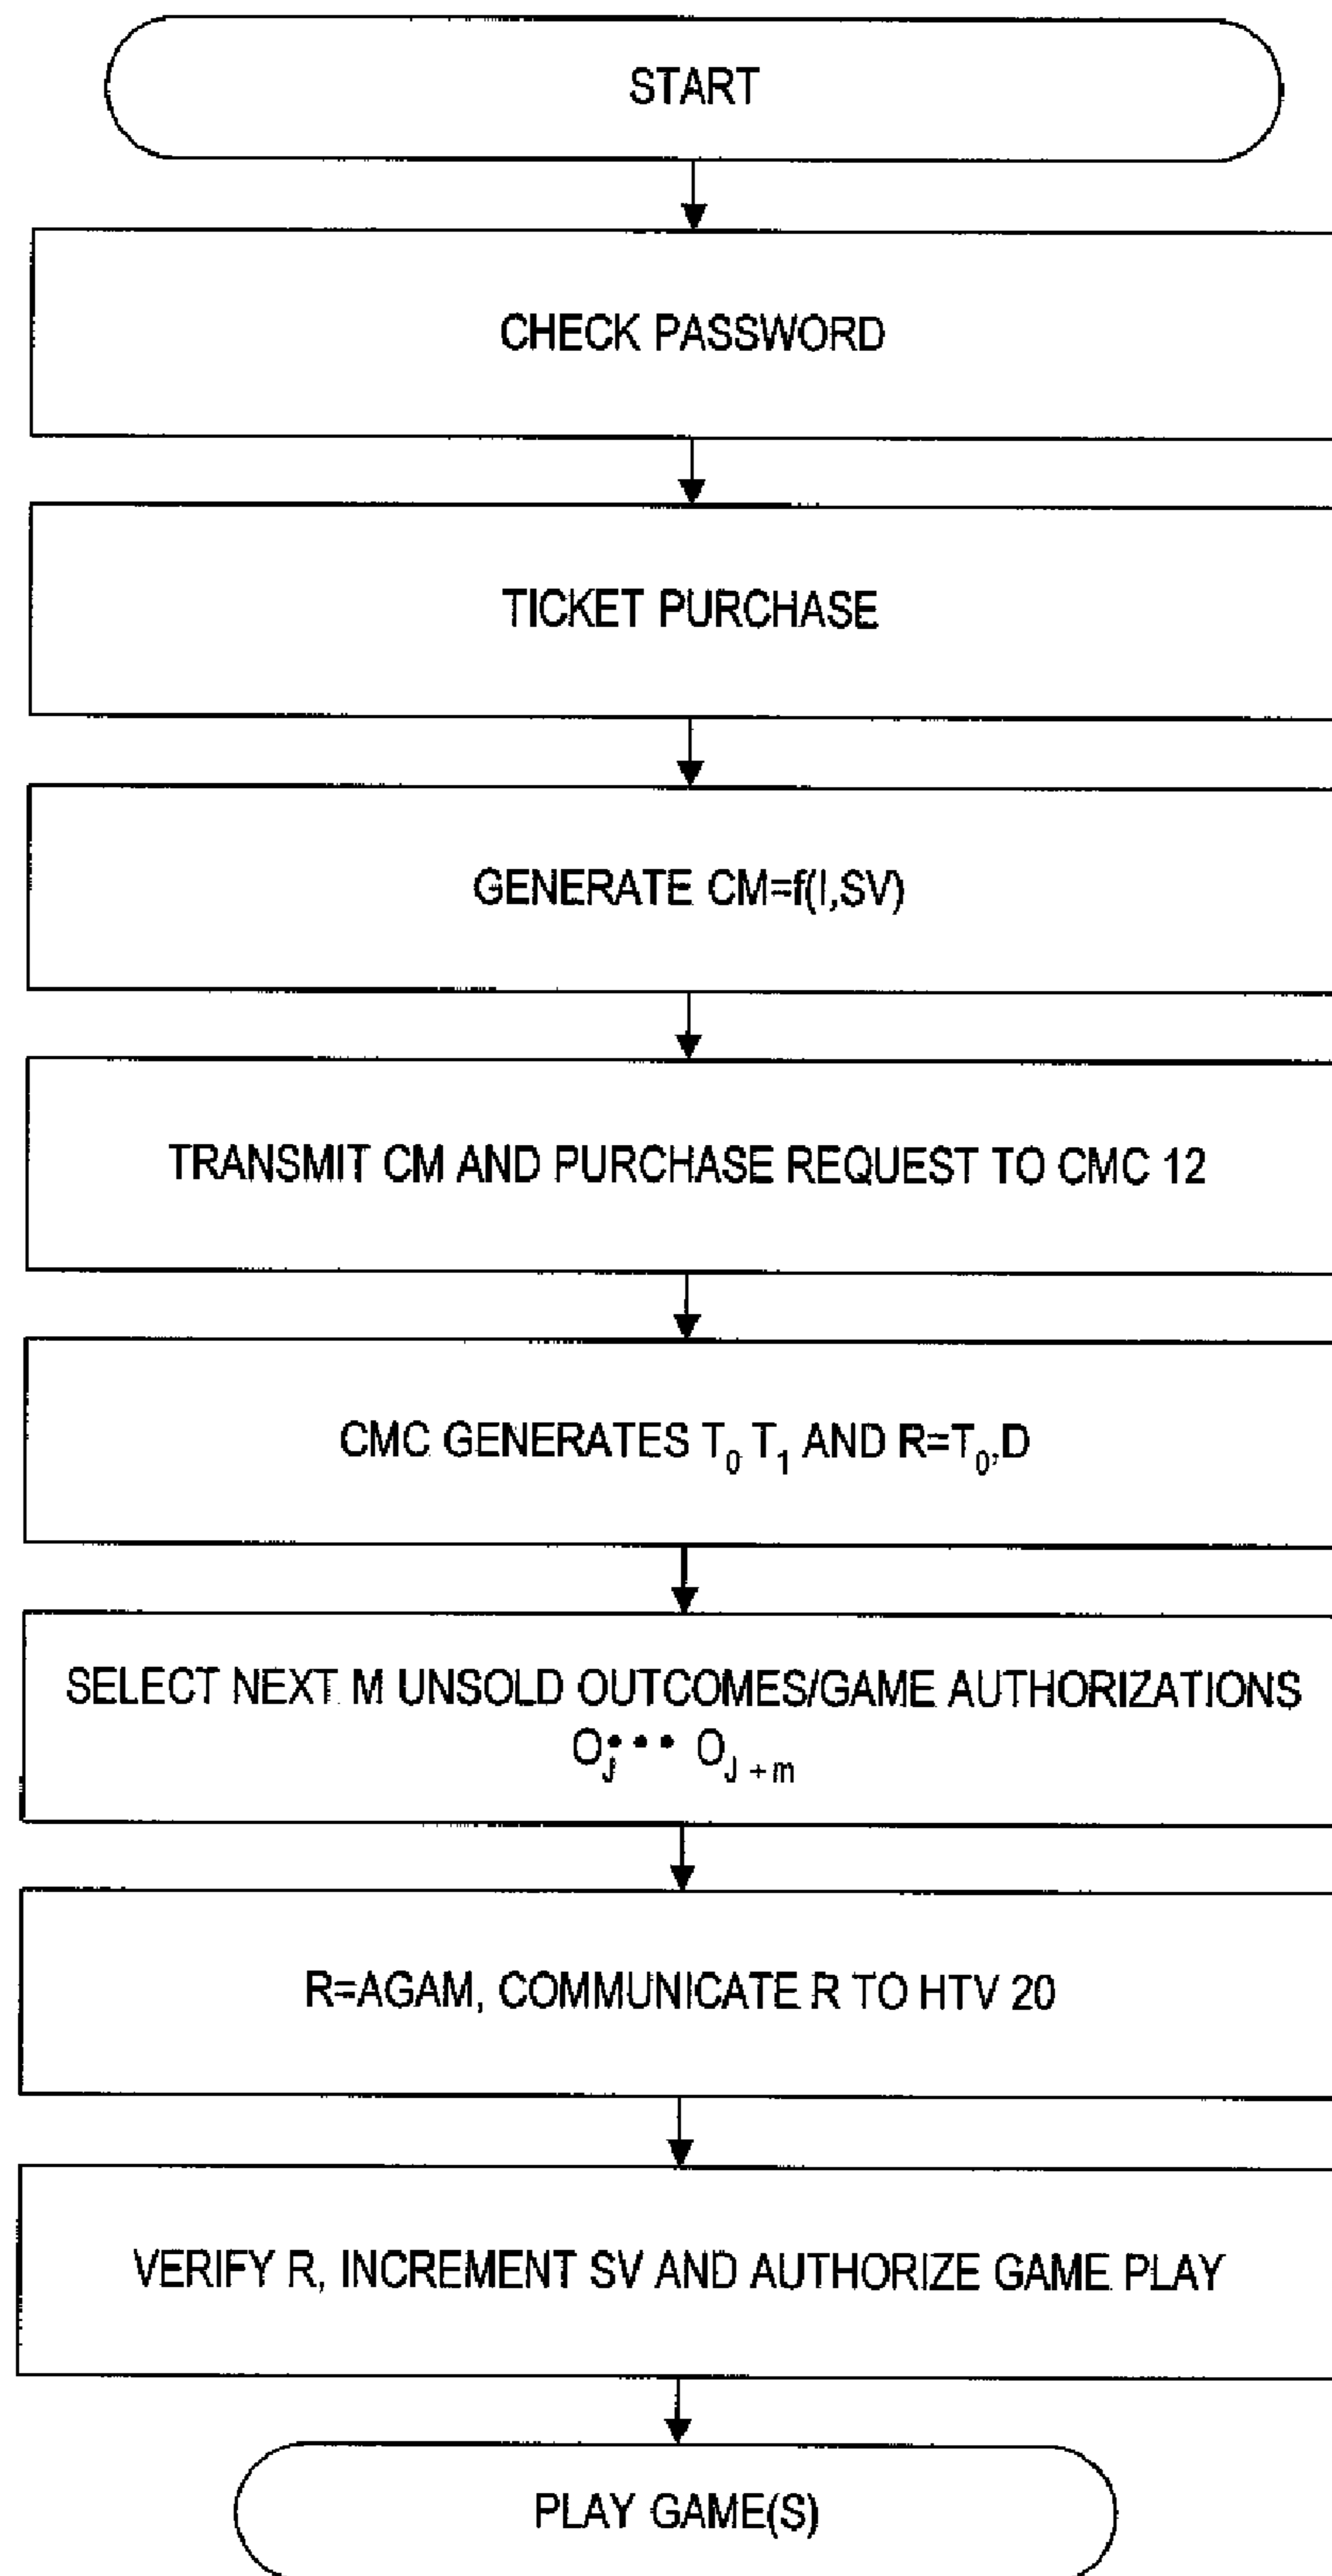 START
CHECK PASSWORD
TICKET PURCHASE
GENERATE CM=f(I,SV)
TRANSMIT CM AND PURCHASE REQUEST TO CMC 12
CMC GENERATES T₀ T₁ AND R=T₀,D
SELECT NEXT M UNSOLD OUTCOMES/GAME AUTHORIZATIONS
O_J••• O_J+m
R=AGAM, COMMUNICATE R TO HTV 20
VERIFY R, INCREMENT SV AND AUTHORIZE GAME PLAY
PLAY GAME(S)